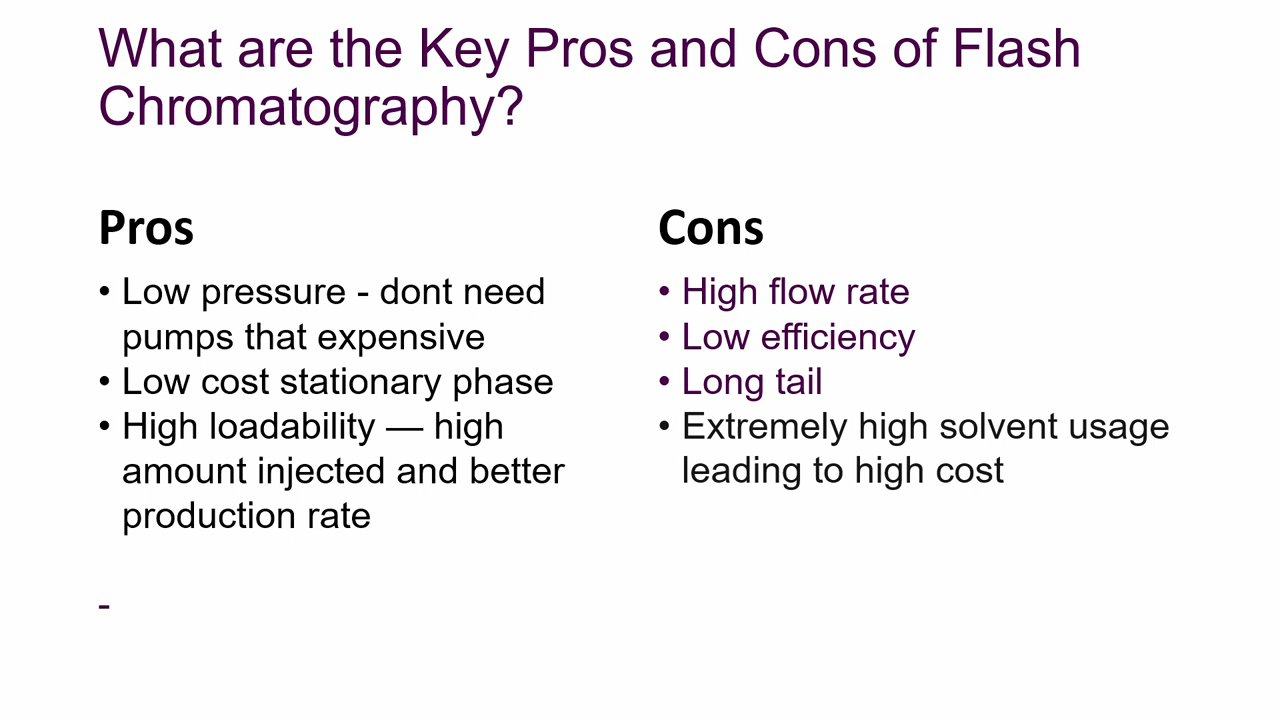 What are the Key Pros and Cons of Flash
Chromatography?
Pros
• Low pressure - dont need
pumps that expensive
• Low cost stationary phase
• High loadability — high
amount injected and better
production rate
-
Cons
• High flow rate
• Low efficiency
• Long tail
• Extremely high solvent usage
leading to high cost